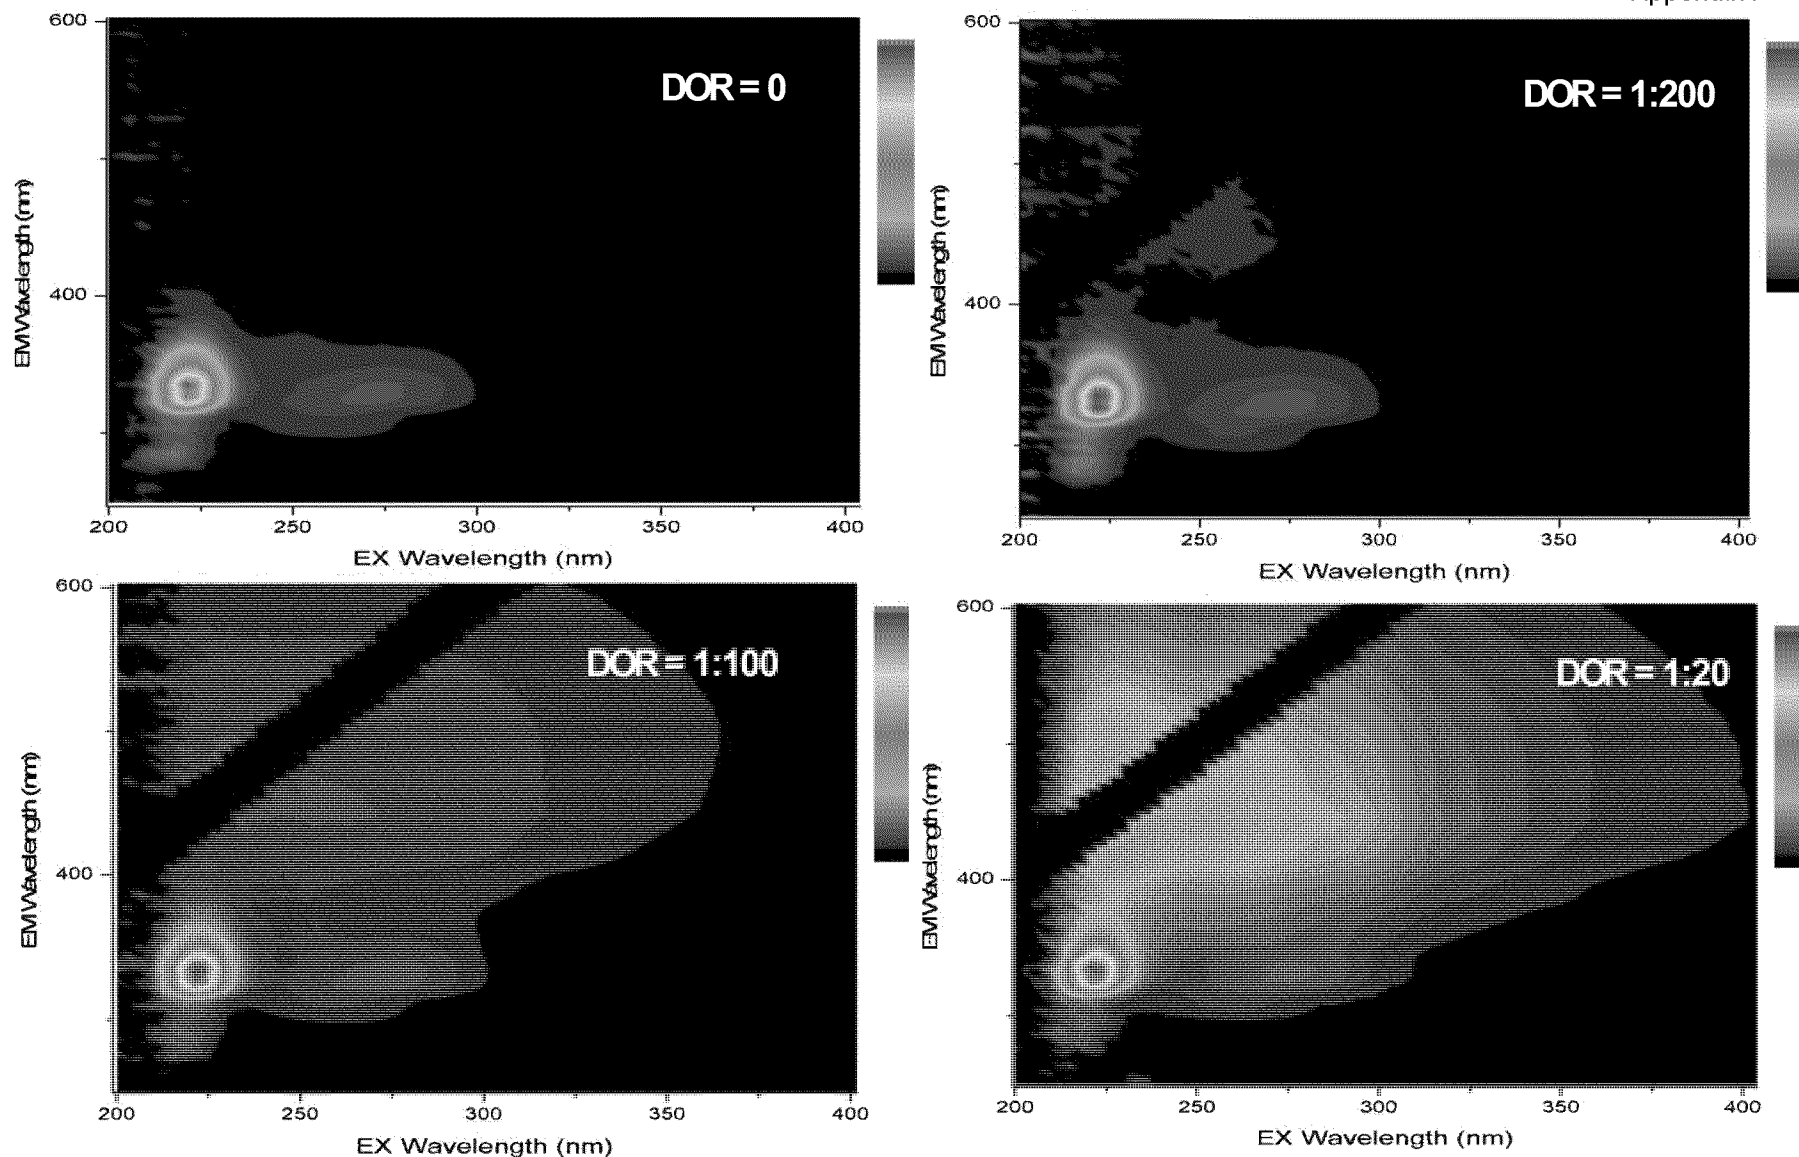 600
400
200 250 300 350 400
EX Wavelength (nm)
EM Wavelength (nm)
DOR = 0
600
400
200 250 300 350 400
EX Wavelength (nm)
EM Wavelength (nm)
DOR = 1:200
600
400
200 250 300 350 400
EX Wavelength (nm)
EM Wavelength (nm)
DOR = 1:100
600
400
200 250 300 350 400
EX Wavelength (nm)
EM Wavelength (nm)
DOR = 1:20